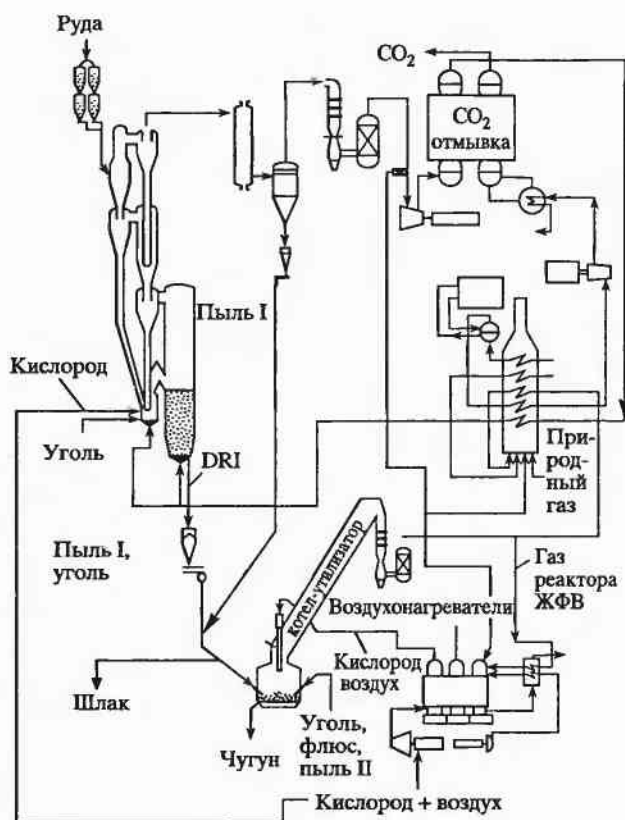 Руда
CO₂
CO₂
отмывка
Пыль I
Кислород
Уголь
DRI
При-
род-
ный
газ
Пыль I,
уголь
котел-утилизатор
Газ
реактора
ЖФВ
Воздухонагреватели
Кислород
воздух
Шлак
Чугун
Уголь,
флюс,
пыль II
Кислород + воздух